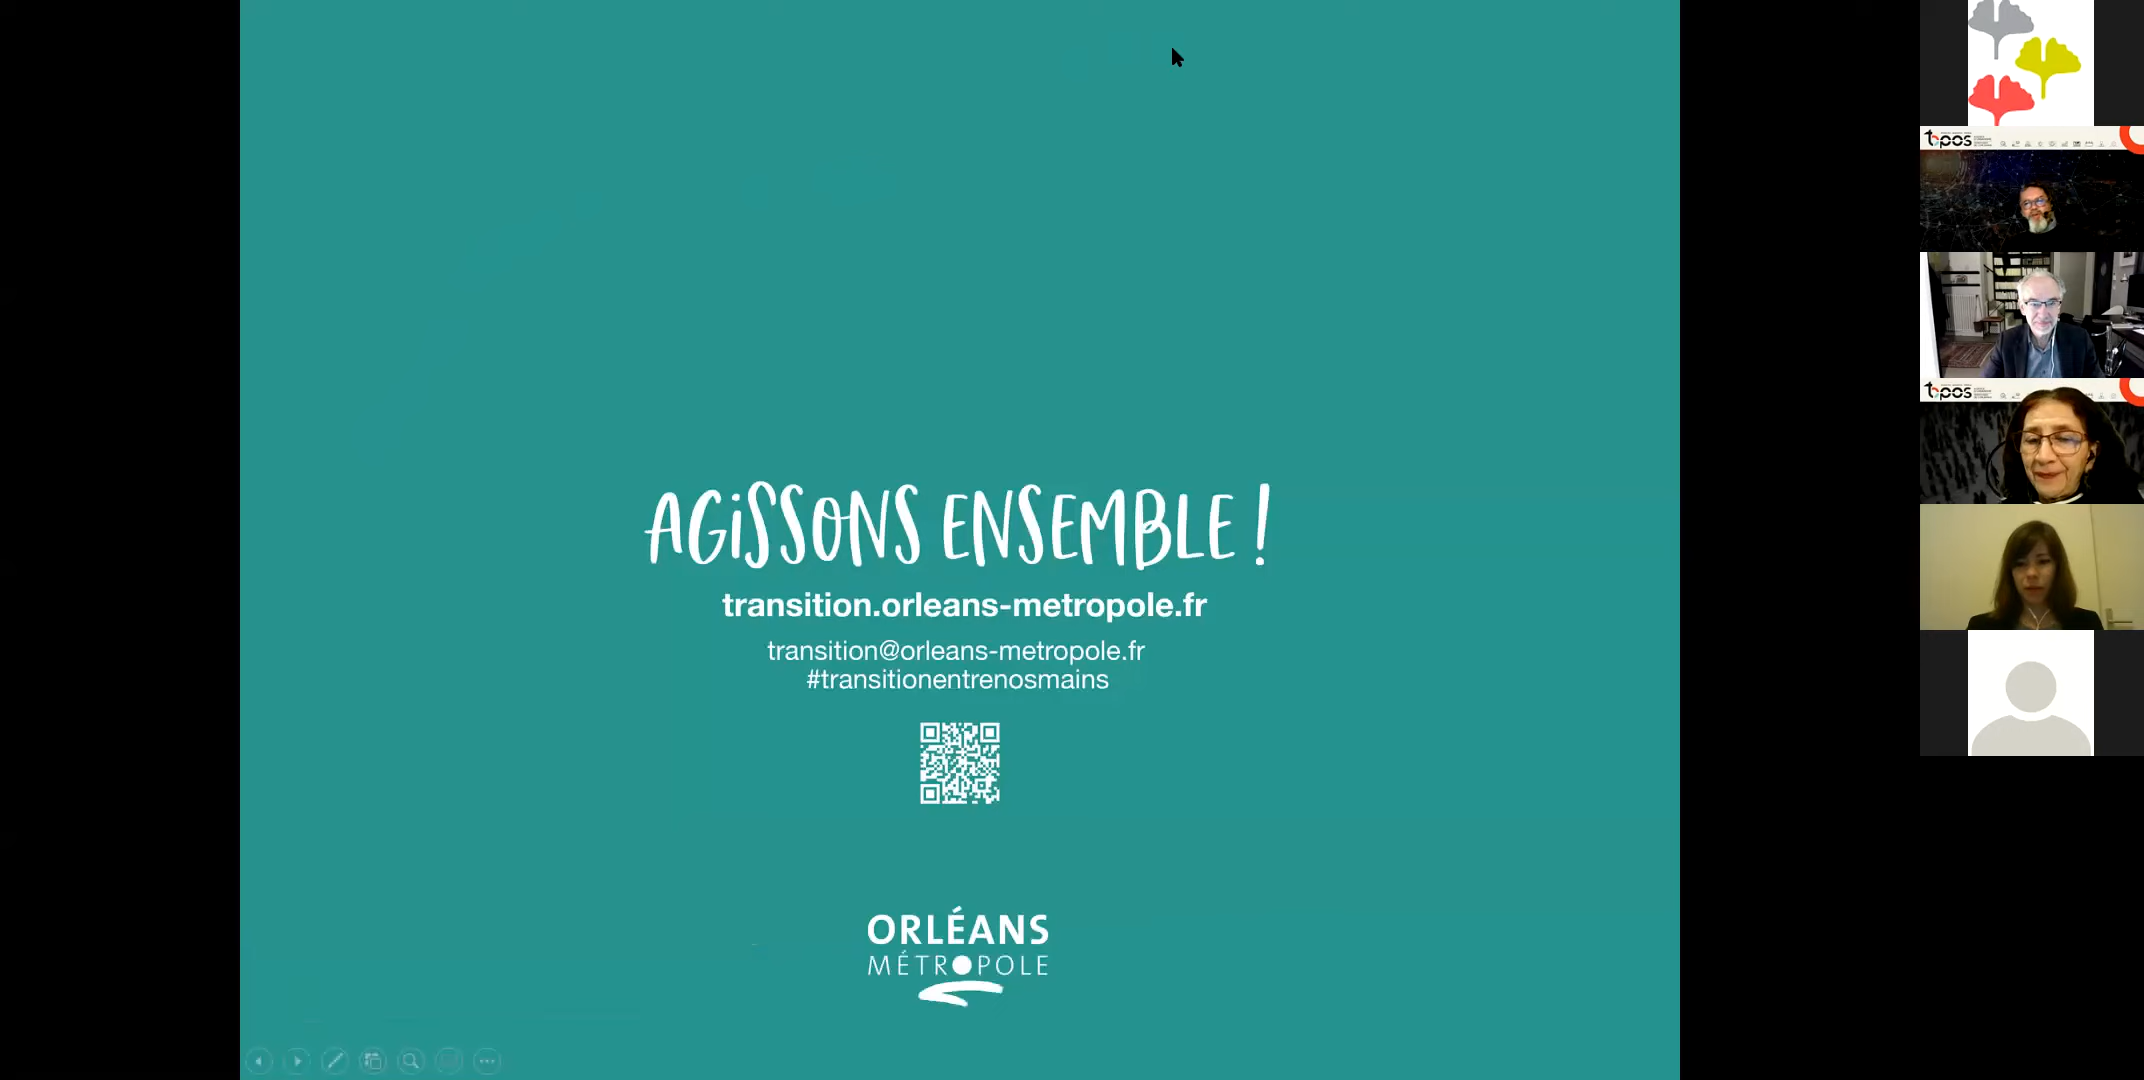 AGiSSONS ENSEMBLE !
transition.orleans-metropole.fr
transition@orleans-metropole.fr
#transitionentrenosmains
ORLÉANS
MÉTROPOLE
topos
topos